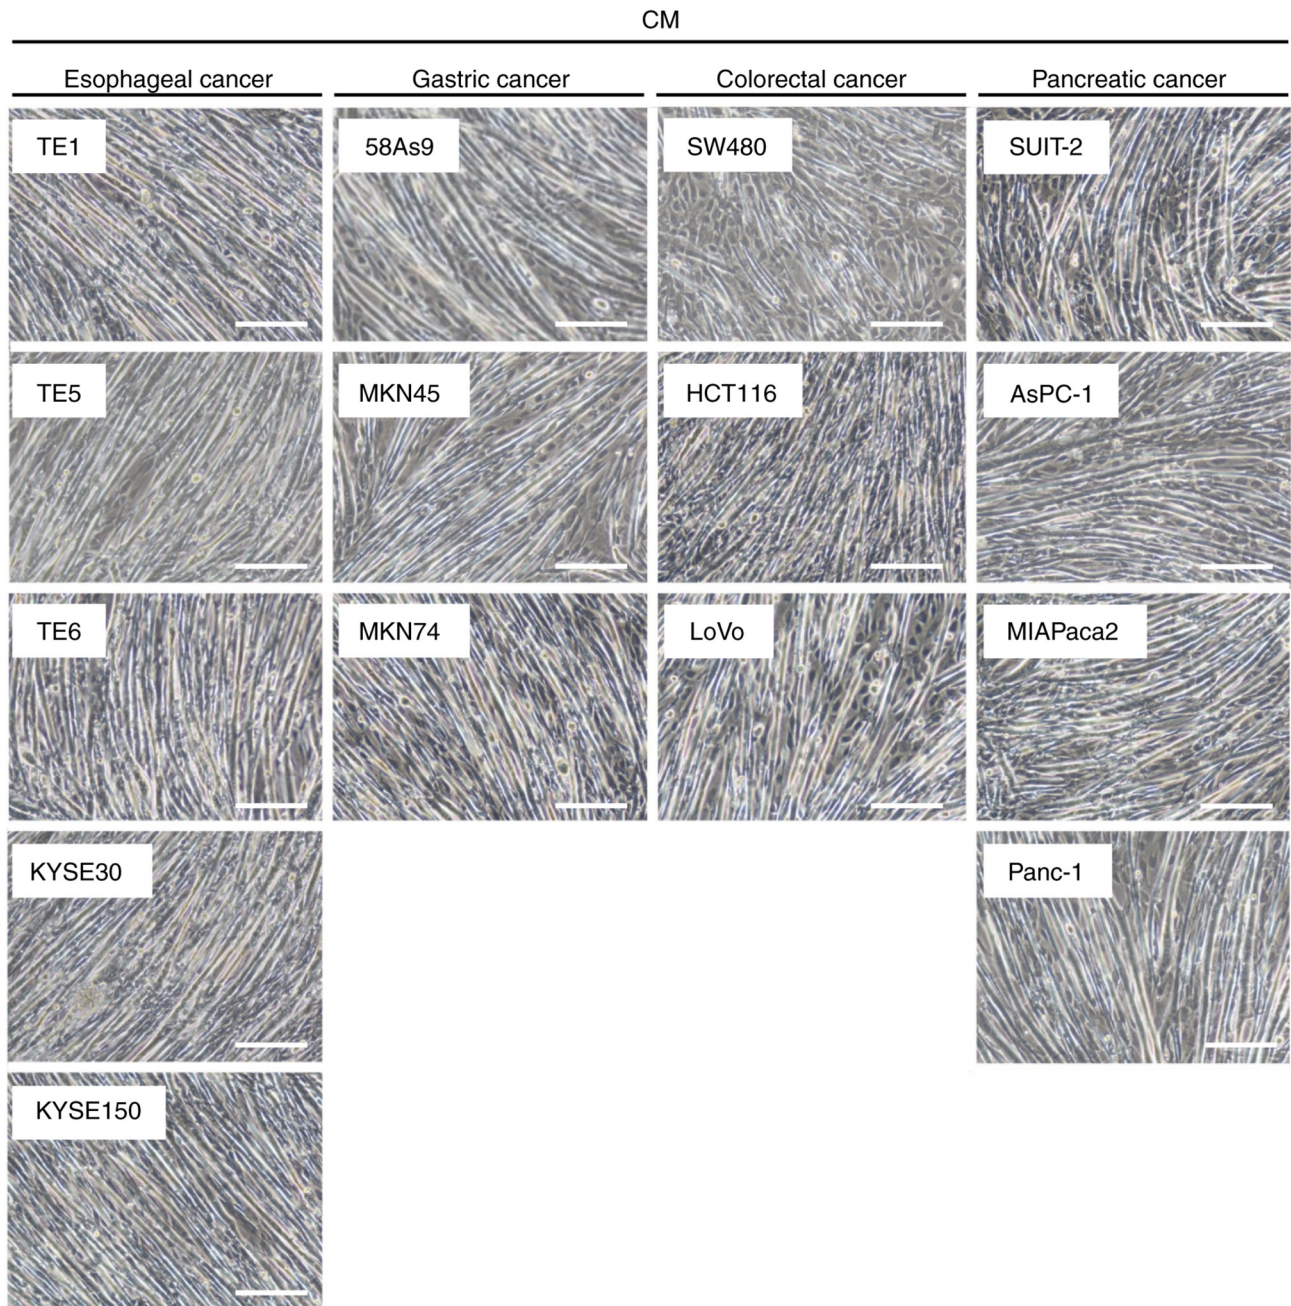 CM
Esophageal cancer
Gastric cancer
Colorectal cancer
Pancreatic cancer
TE1
58As9
SW480
SUIT-2
TE5
MKN45
HCT116
AsPC-1
TE6
MKN74
LoVo
MIAPaca2
KYSE30
Panc-1
KYSE150